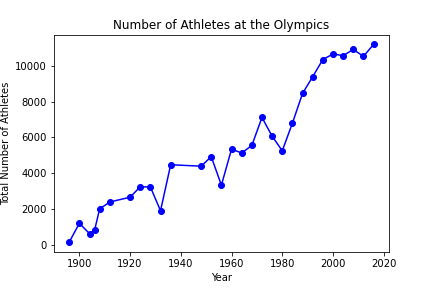 Number of Athletes at the Olympics
Total Number of Athletes
10000
8000
6000
4000
2000
0
1900 1920 1940 1960 1980 2000 2020
Year